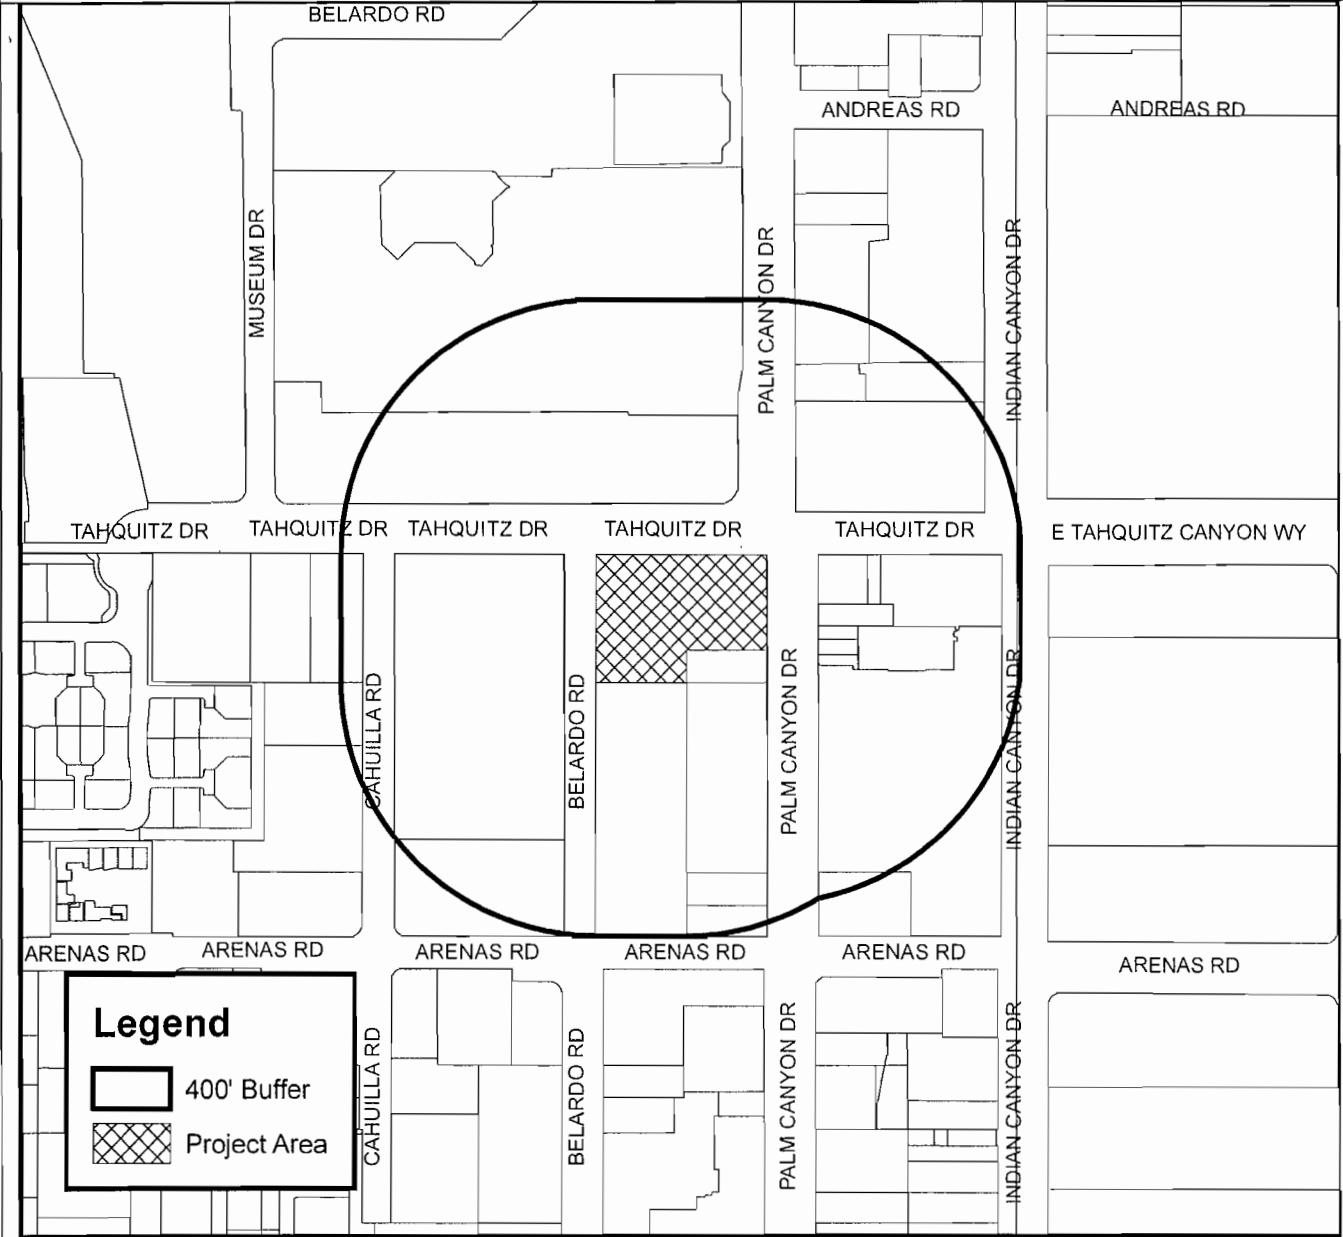 BELARDO RD
ANDREAS RD
ANDREAS RD
MUSEUM DR
PALM CANYON DR
INDIAN CANYON DR
TAHQUITZ DR
TAHQUITZ DR
TAHQUITZ DR
TAHQUITZ DR
TAHQUITZ DR
E TAHQUITZ CANYON WY
CAHUILLA RD
BELARDO RD
PALM CANYON DR
INDIAN CANYON DR
ARENAS RD
ARENAS RD
ARENAS RD
ARENAS RD
ARENAS RD
ARENAS RD
Legend
400' Buffer
Project Area
CAHUILLA RD
BELARDO RD
PALM CANYON DR
INDIAN CANYON DR